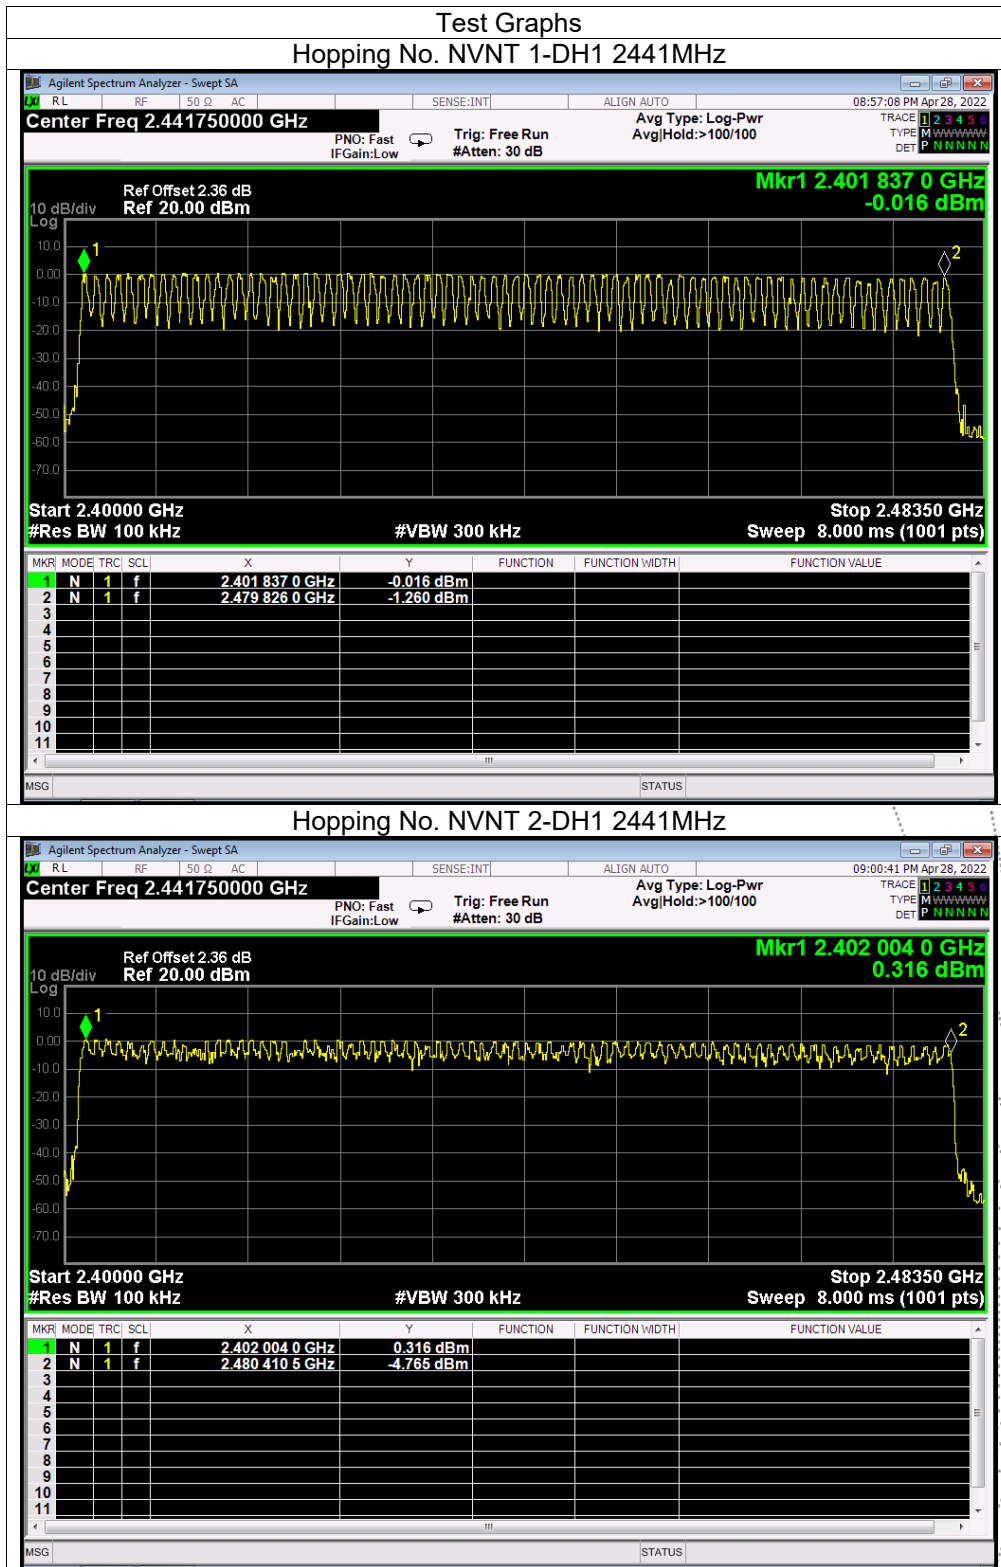 Test Graphs
Hopping No. NVNT 1-DH1 2441MHz
Agilent Spectrum Analyzer - Swept SA
LXI RL RF 50 Ω AC SENSE:INT ALIGN AUTO 08:57:08 PM Apr 28, 2022
Center Freq 2.441750000 GHz Avg Type: Log-Pwr TRACE 1 2 3 4 5 6
PNO: Fast Trig: Free Run Avg|Hold:>100/100 TYPE M WWWWW
IFGain:Low #Atten: 30 dB DET P N N N N N
Mkr1 2.401 837 0 GHz
-0.016 dBm
Ref Offset 2.36 dB
10 dB/div Ref 20.00 dBm
Log
10.0
0.00
-10.0
-20.0
-30.0
-40.0
-50.0
-60.0
-70.0
1
2
Start 2.40000 GHz Stop 2.48350 GHz
#Res BW 100 kHz #VBW 300 kHz Sweep 8.000 ms (1001 pts)
MKR MODE TRC SCL X Y FUNCTION FUNCTION WIDTH FUNCTION VALUE
1 N 1 f 2.401 837 0 GHz -0.016 dBm
2 N 1 f 2.479 826 0 GHz -1.260 dBm
3
4
5
6
7
8
9
10
11
MSG STATUS
Hopping No. NVNT 2-DH1 2441MHz
Agilent Spectrum Analyzer - Swept SA
LXI RL RF 50 Ω AC SENSE:INT ALIGN AUTO 09:00:41 PM Apr 28, 2022
Center Freq 2.441750000 GHz Avg Type: Log-Pwr TRACE 1 2 3 4 5 6
PNO: Fast Trig: Free Run Avg|Hold:>100/100 TYPE M WWWWW
IFGain:Low #Atten: 30 dB DET P N N N N N
Mkr1 2.402 004 0 GHz
0.316 dBm
Ref Offset 2.36 dB
10 dB/div Ref 20.00 dBm
Log
10.0
0.00
-10.0
-20.0
-30.0
-40.0
-50.0
-60.0
-70.0
1
2
Start 2.40000 GHz Stop 2.48350 GHz
#Res BW 100 kHz #VBW 300 kHz Sweep 8.000 ms (1001 pts)
MKR MODE TRC SCL X Y FUNCTION FUNCTION WIDTH FUNCTION VALUE
1 N 1 f 2.402 004 0 GHz 0.316 dBm
2 N 1 f 2.480 410 5 GHz -4.765 dBm
3
4
5
6
7
8
9
10
11
MSG STATUS